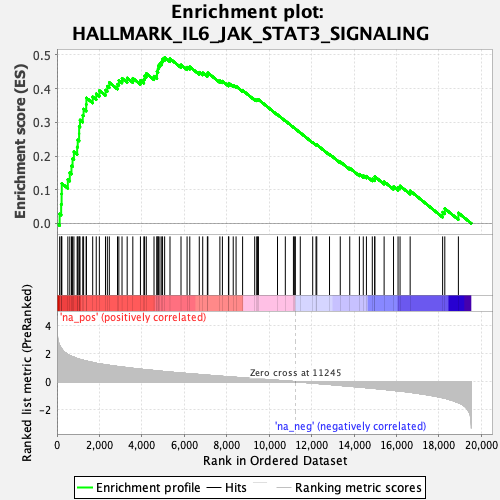 Enrichment plot:
HALLMARK_IL6_JAK_STAT3_SIGNALING
Enrichment score (ES)
0.5
0.4
0.3
0.2
0.1
0.0
'na_pos' (positively correlated)
Ranked list metric (PreRanked)
4
2
0
-2
Zero cross at 11245
'na_neg' (negatively correlated)
0 2,000 4,000 6,000 8,000 10,000 12,000 14,000 16,000 18,000 20,000
Rank in Ordered Dataset
Enrichment profile Hits Ranking metric scores